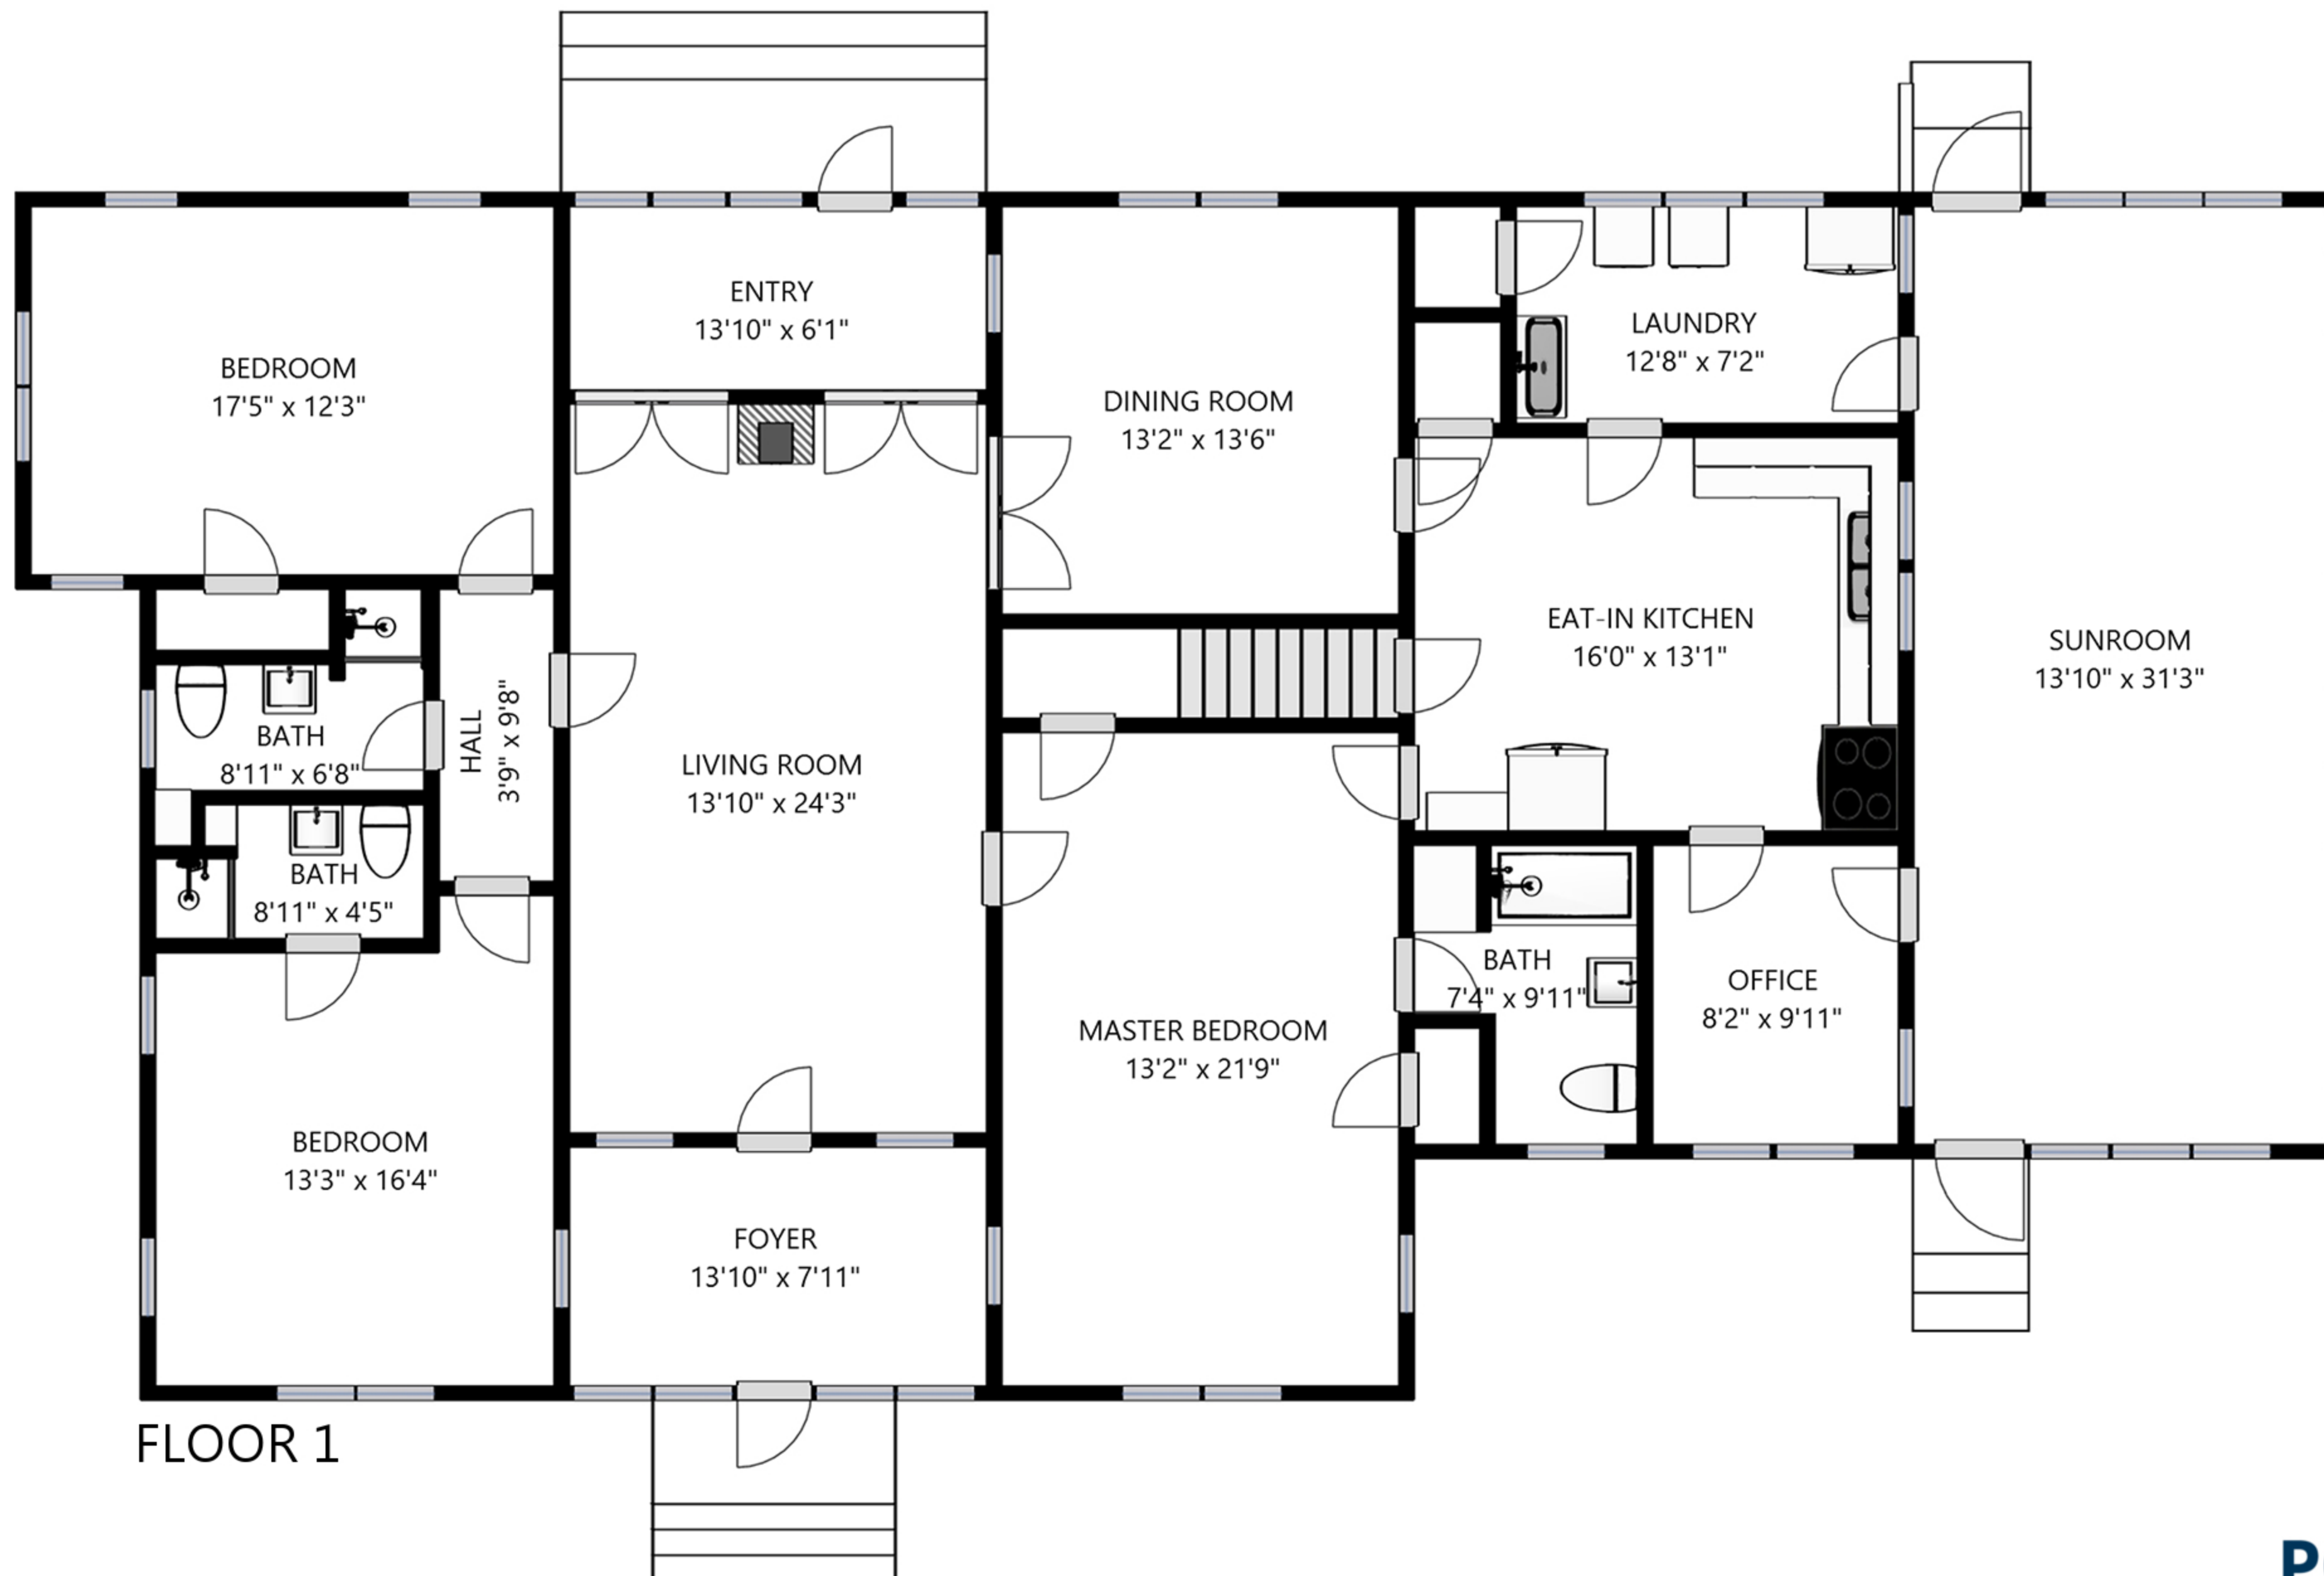 ENTRY
13'10" x 6'1"
BEDROOM
17'5" x 12'3"
DINING ROOM
13'2" x 13'6"
LAUNDRY
12'8" x 7'2"
EAT-IN KITCHEN
16'0" x 13'1"
SUNROOM
13'10" x 31'3"
BATH
8'11" x 6'8"
HALL
3'9" x 9'8"
LIVING ROOM
13'10" x 24'3"
BATH
8'11" x 4'5"
BATH
7'4" x 9'11"
OFFICE
8'2" x 9'11"
MASTER BEDROOM
13'2" x 21'9"
BEDROOM
13'3" x 16'4"
FOYER
13'10" x 7'11"
FLOOR 1
P